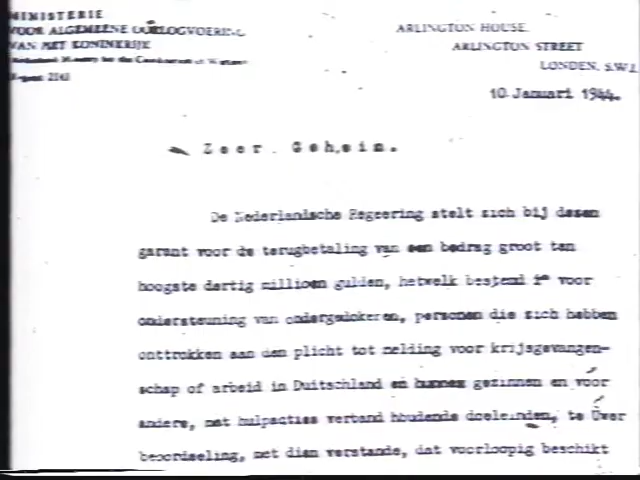 MINISTERIE
VOOR ALGEMEENE OORLOGVOERING
VAN HET KONINKRIJK
ARLINGTON HOUSE
ARLINGTON STREET
LONDEN, S.W.1.
10 Januari 1944.
Zeer Geheim.
De Nederlandsche Regeering stelt zich bij dezen
garant voor de terugbetaling van een bedrag groot ten
hoogste dertig millioen gulden, hetwelk bestemd is voor
ondersteuning van ondergedokeren, personen die zich hebben
onttrokken aan den plicht tot melding voor krijgsgevangen-
schap of arbeid in Duitschland en hunner gezinnen en voor
andere, met hulpacties verband houdende doeleinden, te Uwer
beoordeeling, met dien verstande, dat voorloopig beschikt